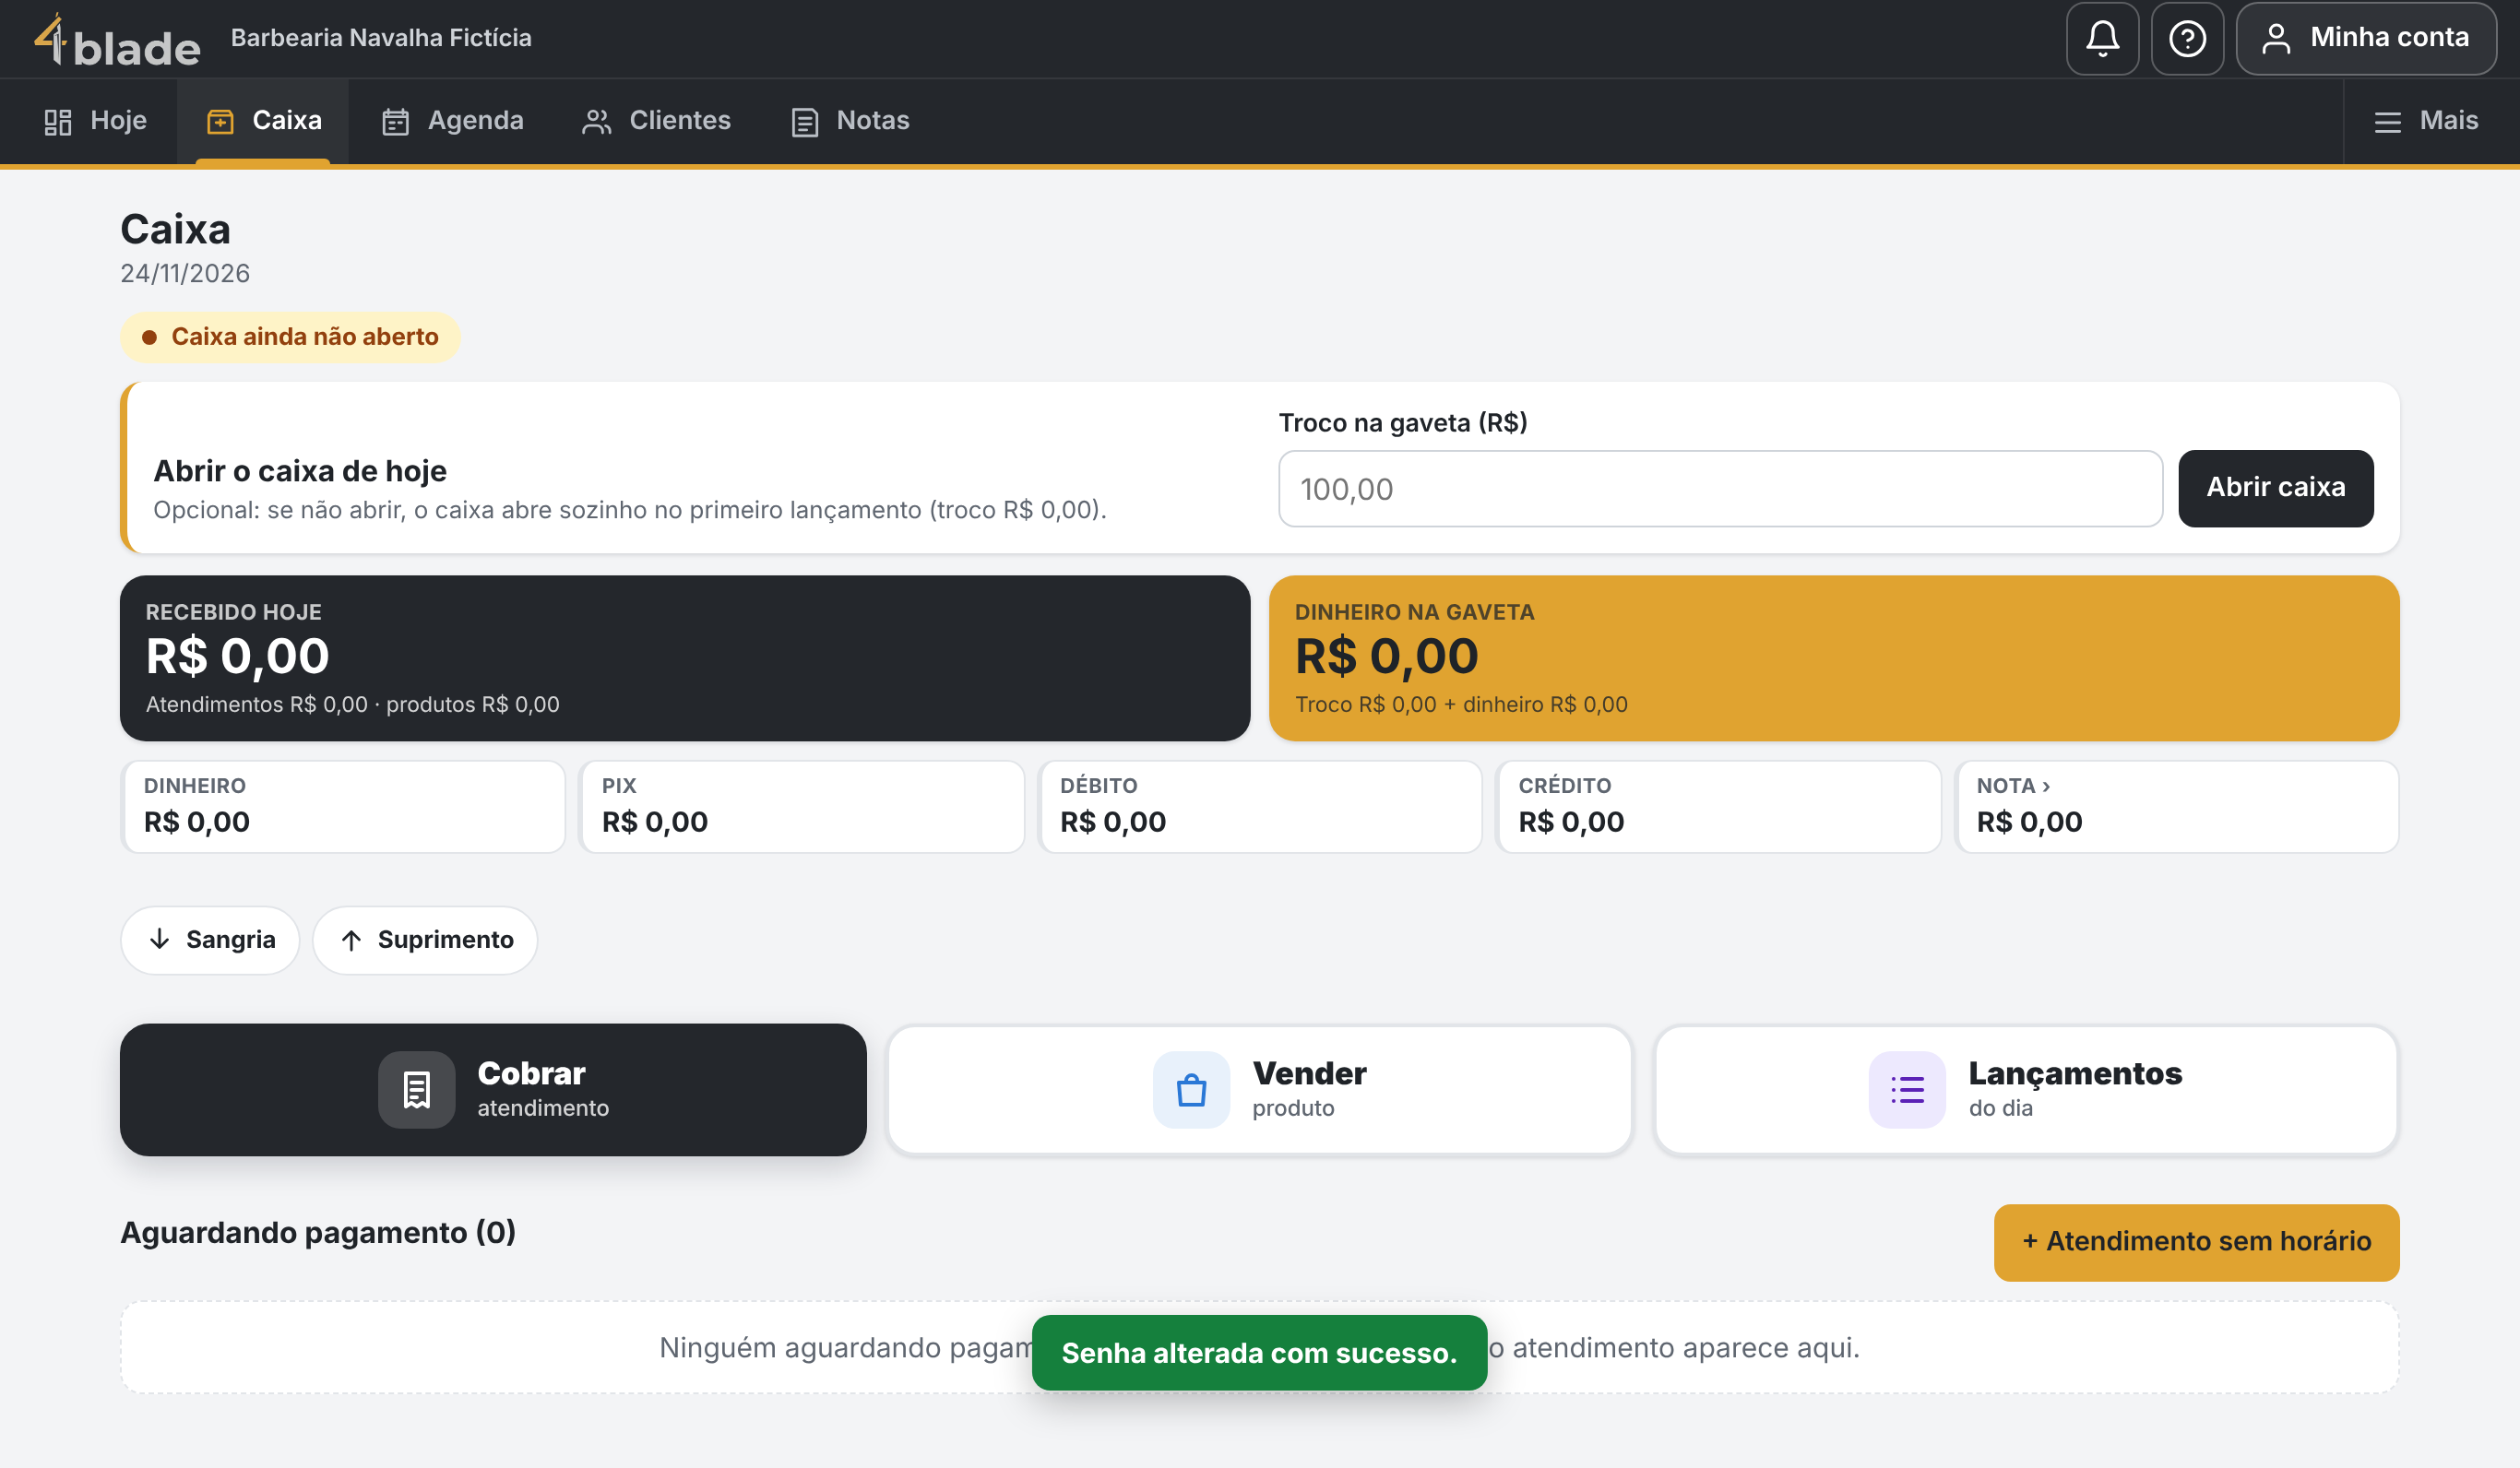 4blade
Barbearia Navalha Fictícia
Minha conta
Hoje
Caixa
Agenda
Clientes
Notas
Mais
Caixa
24/11/2026
Caixa ainda não aberto
Abrir o caixa de hoje
Opcional: se não abrir, o caixa abre sozinho no primeiro lançamento (troco R$ 0,00).
Troco na gaveta (R$)
100,00
Abrir caixa
RECEBIDO HOJE
R$ 0,00
Atendimentos R$ 0,00 · produtos R$ 0,00
DINHEIRO NA GAVETA
R$ 0,00
Troco R$ 0,00 + dinheiro R$ 0,00
DINHEIRO
R$ 0,00
PIX
R$ 0,00
DÉBITO
R$ 0,00
CRÉDITO
R$ 0,00
NOTA ›
R$ 0,00
↓ Sangria
↑ Suprimento
Cobrar
atendimento
Vender
produto
Lançamentos
do dia
Aguardando pagamento (0)
+ Atendimento sem horário
Ninguém aguardando
atendimento aparece aqui.
Senha alterada com sucesso.